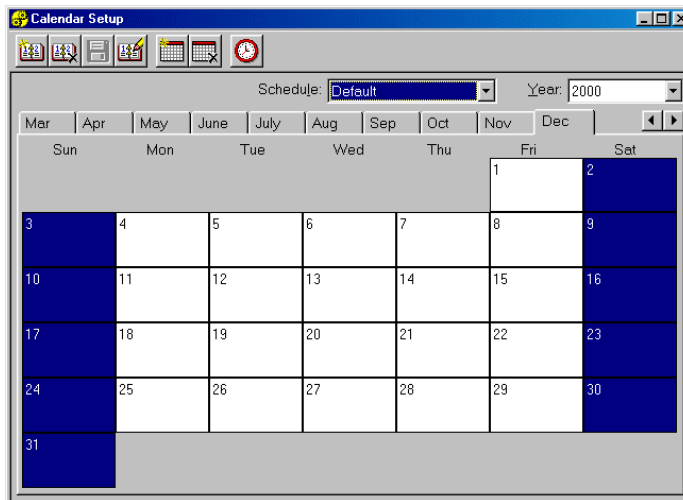 Calendar Setup
Schedule: Default Year: 2000
Mar Apr May June July Aug Sep Oct Nov Dec
Sun Mon Tue Wed Thu Fri Sat
1 2
3 4 5 6 7 8 9
10 11 12 13 14 15 16
17 18 19 20 21 22 23
24 25 26 27 28 29 30
31